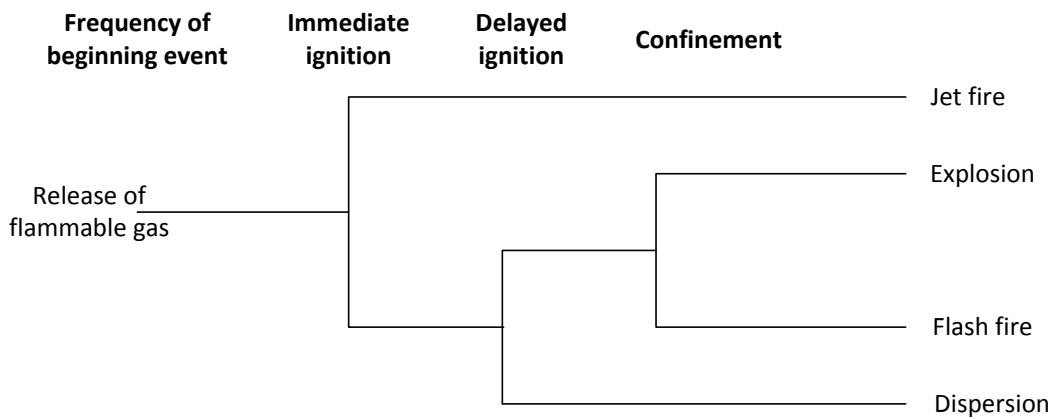 Frequency of
beginning event
Immediate
ignition
Delayed
ignition
Confinement
Jet fire
Explosion
Release of
flammable gas
Flash fire
Dispersion